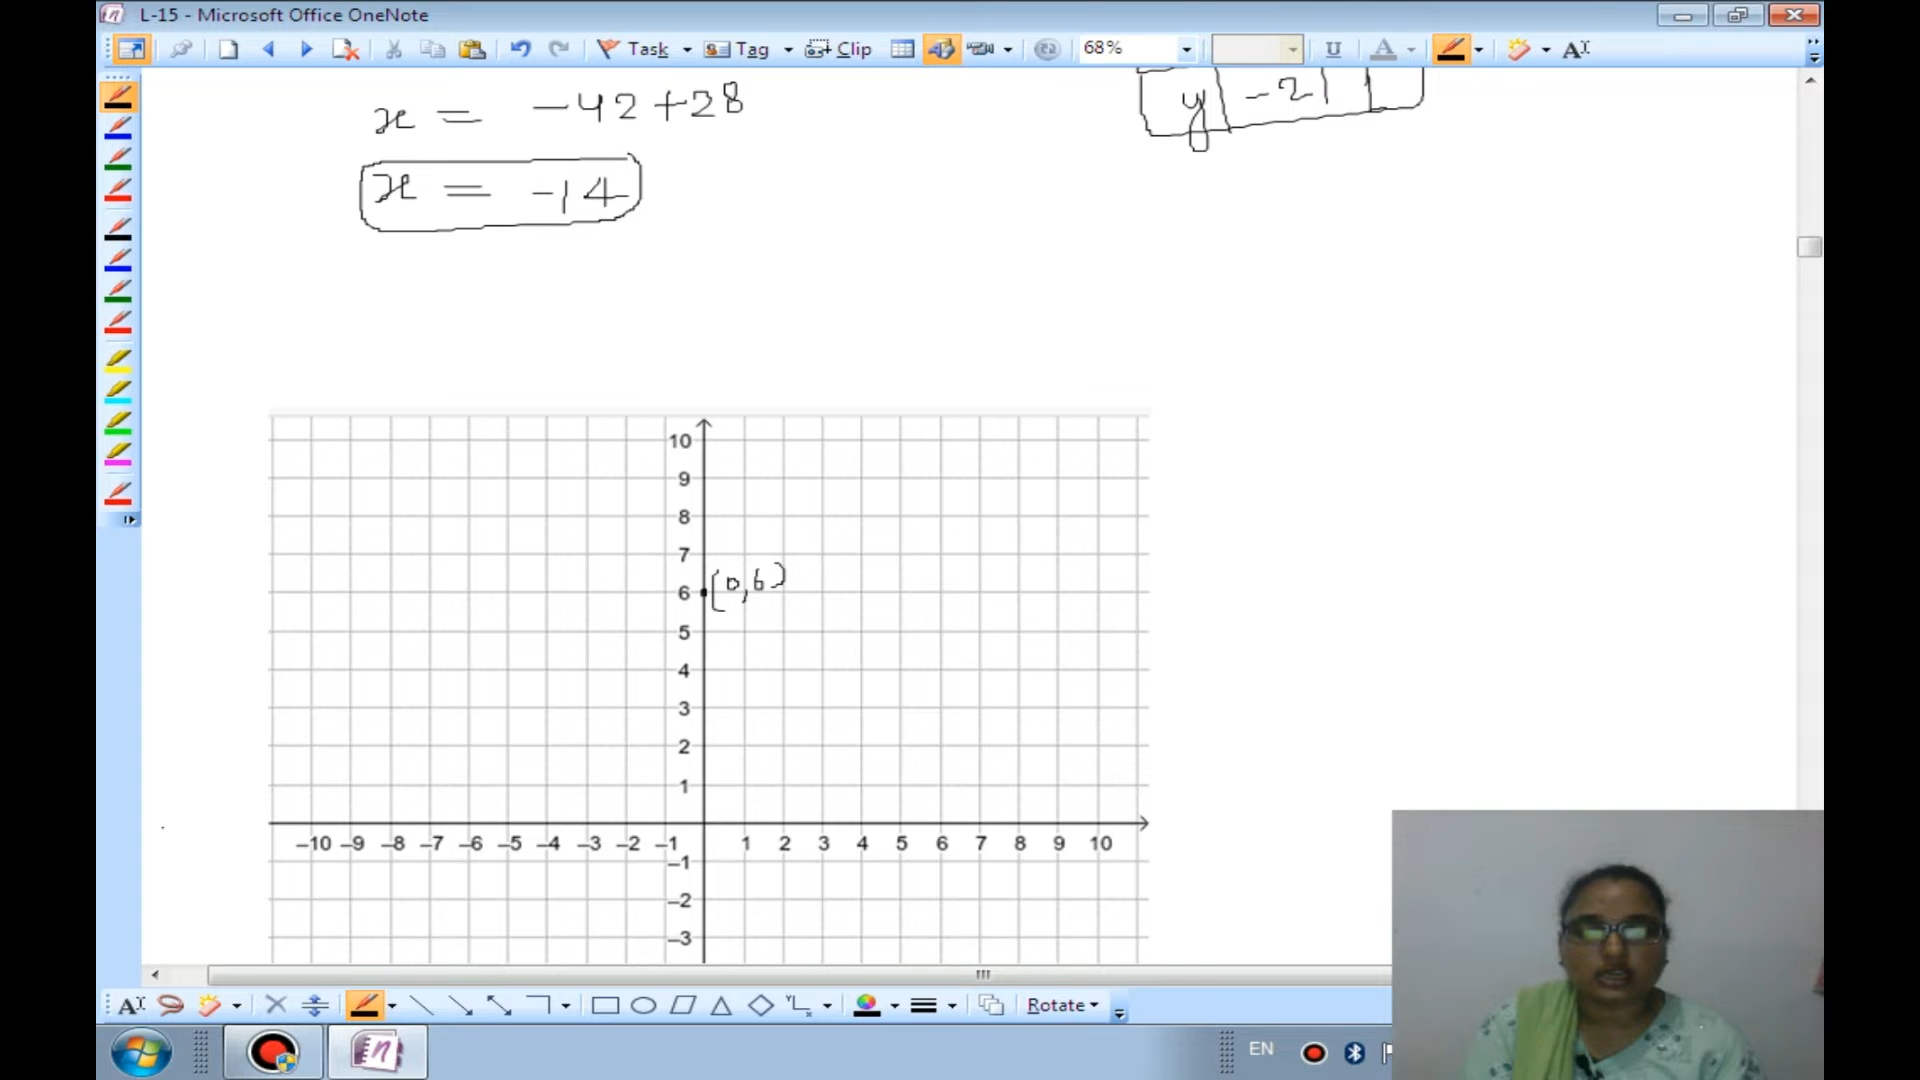 L-15 - Microsoft Office OneNote
Task Tag Clip 68% U A A
x = -42+28
y -21
x = -14
10
9
8
7
(0,6)
6
5
4
3
2
1
-10 -9 -8 -7 -6 -5 -4 -3 -2 -1 1 2 3 4 5 6 7 8 9 10
-1
-2
-3
A Rotate
EN